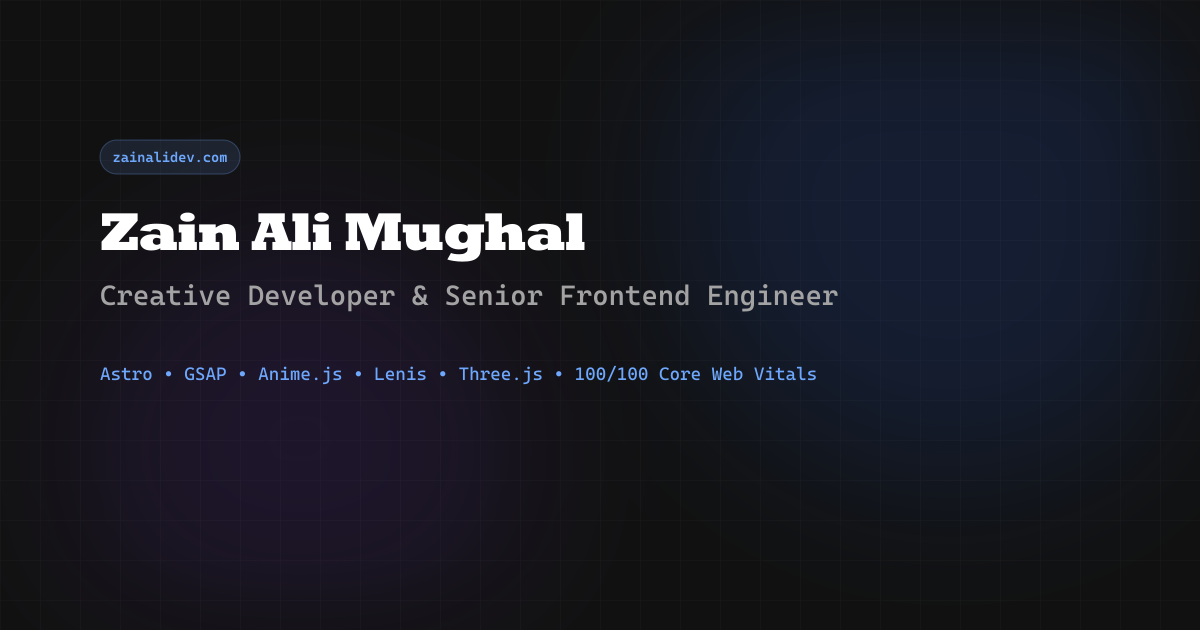 zainalidev.com
Zain Ali Mughal
Creative Developer & Senior Frontend Engineer
Astro • GSAP • Anime.js • Lenis • Three.js • 100/100 Core Web Vitals